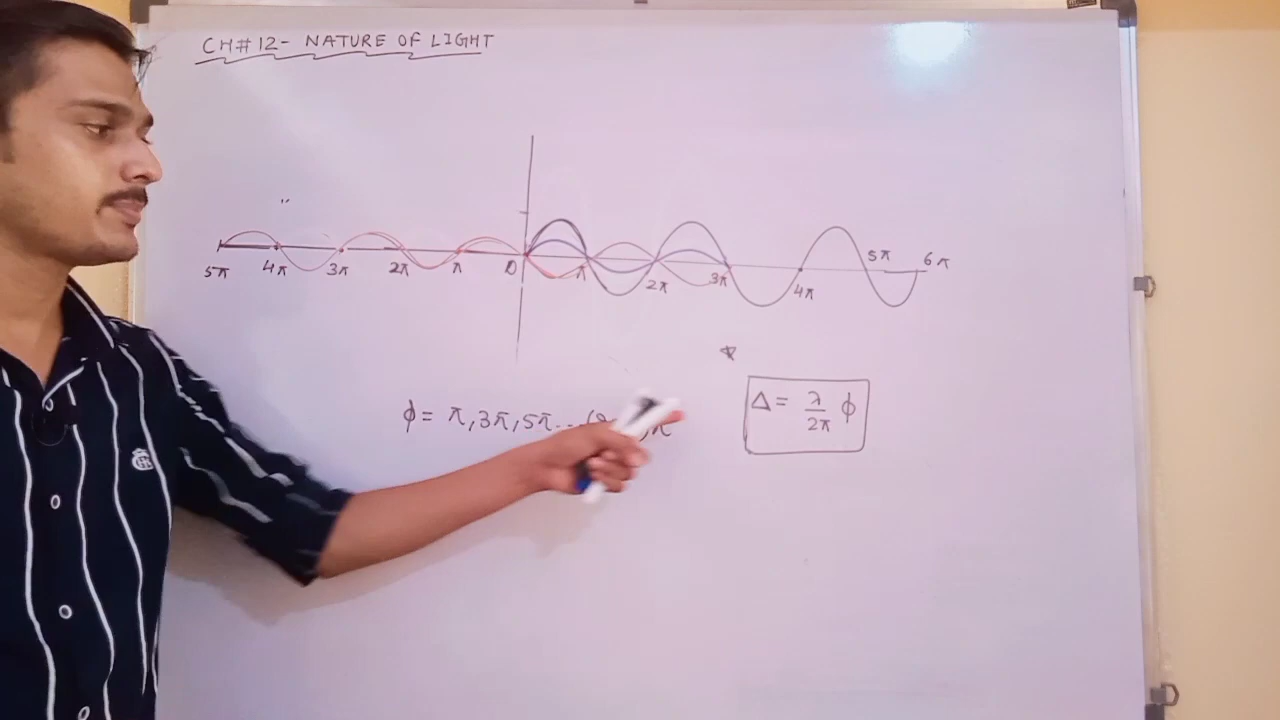 CH#12- NATURE OF LIGHT
5π 4π 3π 2π π 0 π 2π 3π 4π 5π 6π
ϕ = π, 3π, 5π...
Δ = λ/2π ϕ